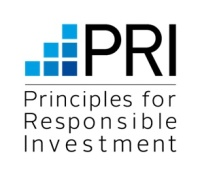 PRI
Principles for
Responsible
Investment